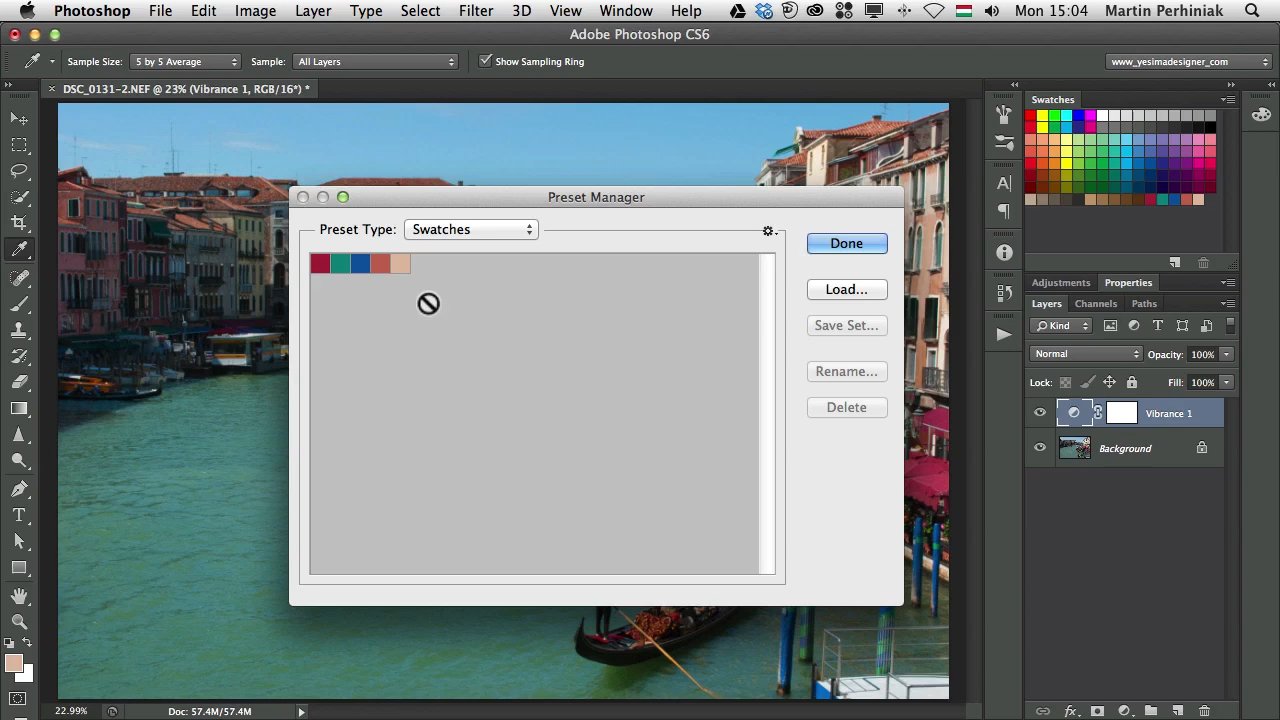 Photoshop File Edit Image Layer Type Select Filter 3D View Window Help Mon 15:04 Martin Perhiniak
Adobe Photoshop CS6
Sample Size: 5 by 5 Average Sample: All Layers Show Sampling Ring www_yesimadesigner_com
DSC_0131-2.NEF @ 23% (Vibrance 1, RGB/16*) *
Swatches
Preset Manager
Preset Type: Swatches
Done
Load...
Save Set...
Rename...
Delete
Adjustments Properties
Layers Channels Paths
Kind
Normal Opacity: 100%
Lock: Fill: 100%
Vibrance 1
Background
22.99% Doc: 57.4M/57.4M